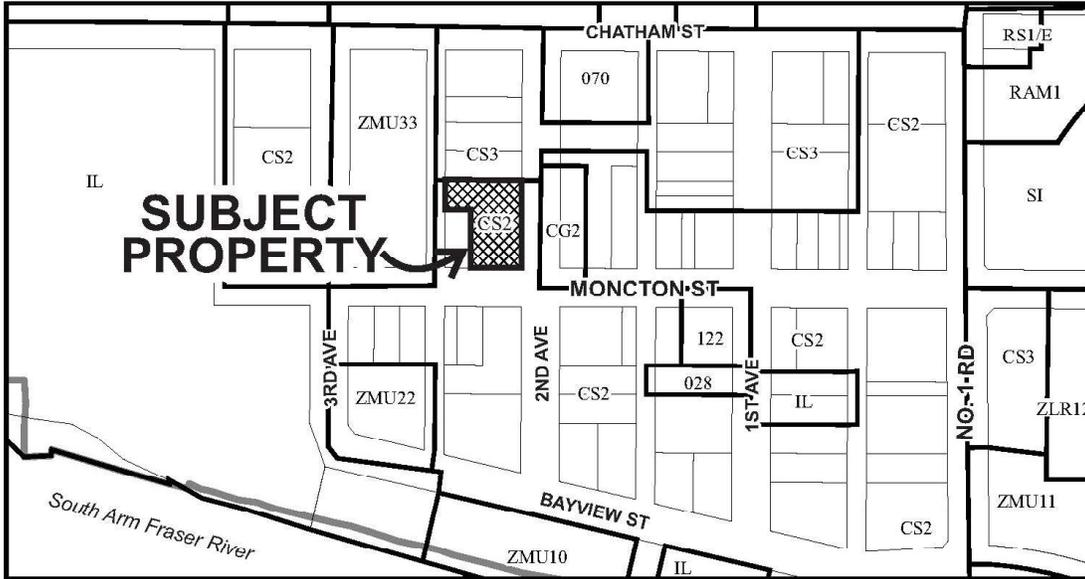 CHATHAM ST
RS1/E
070
RAM1
ZMU33
CS2
CS2
CS3
CS3
IL
SI
SUBJECT
PROPERTY
CS2
CG2
MONCTON ST
3RD AVE
2ND AVE
1ST AVE
NO. 1 RD
122
CS2
CS3
028
ZMU22
CS2
IL
ZLR12
ZMU11
BAYVIEW ST
South Arm Fraser River
CS2
ZMU10
IL